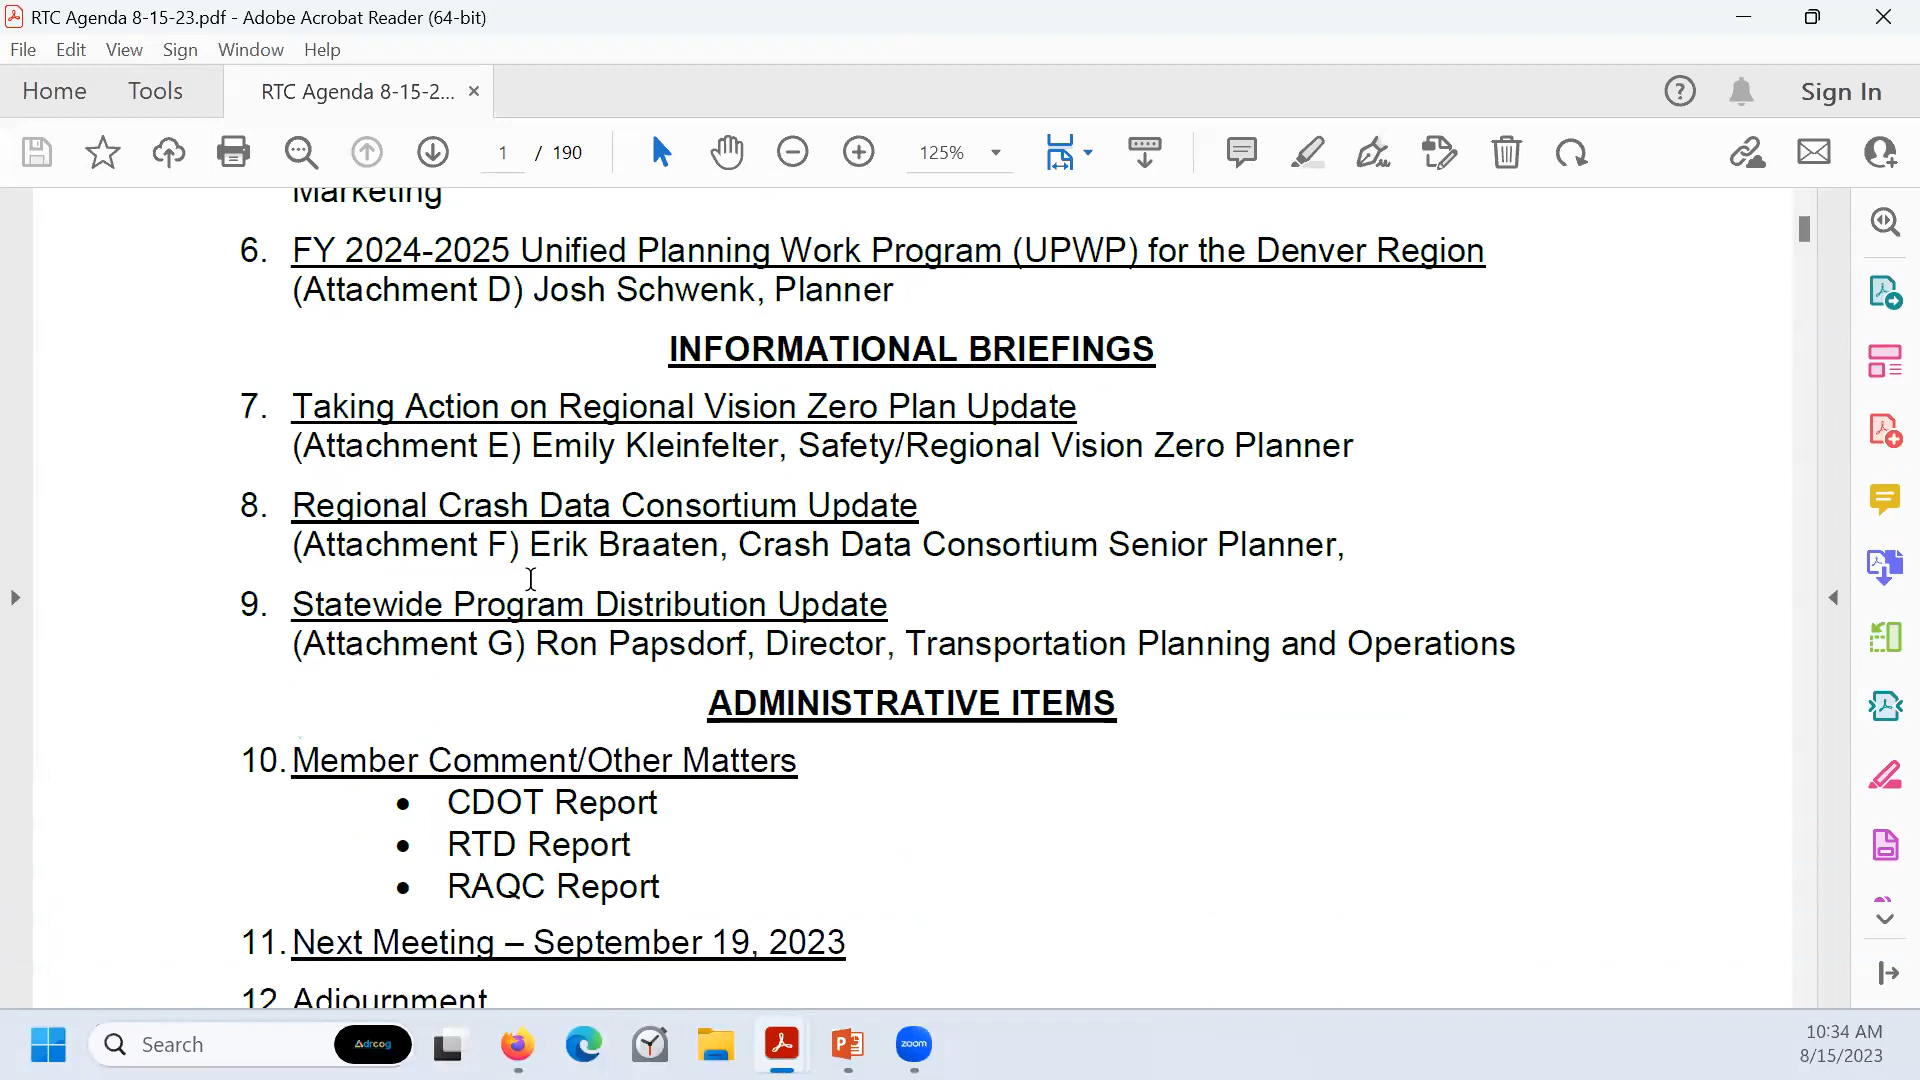 RTC Agenda 8-15-23.pdf - Adobe Acrobat Reader (64-bit)
File Edit View Sign Window Help
Home Tools RTC Agenda 8-15-2... × Sign In
1 / 190 125%
Marketing
6. FY 2024-2025 Unified Planning Work Program (UPWP) for the Denver Region
(Attachment D) Josh Schwenk, Planner
INFORMATIONAL BRIEFINGS
7. Taking Action on Regional Vision Zero Plan Update
(Attachment E) Emily Kleinfelter, Safety/Regional Vision Zero Planner
8. Regional Crash Data Consortium Update
(Attachment F) Erik Braaten, Crash Data Consortium Senior Planner,
9. Statewide Program Distribution Update
(Attachment G) Ron Papsdorf, Director, Transportation Planning and Operations
ADMINISTRATIVE ITEMS
10. Member Comment/Other Matters
• CDOT Report
• RTD Report
• RAQC Report
11. Next Meeting – September 19, 2023
12. Adjournment
Search drcog zoom 10:34 AM
8/15/2023